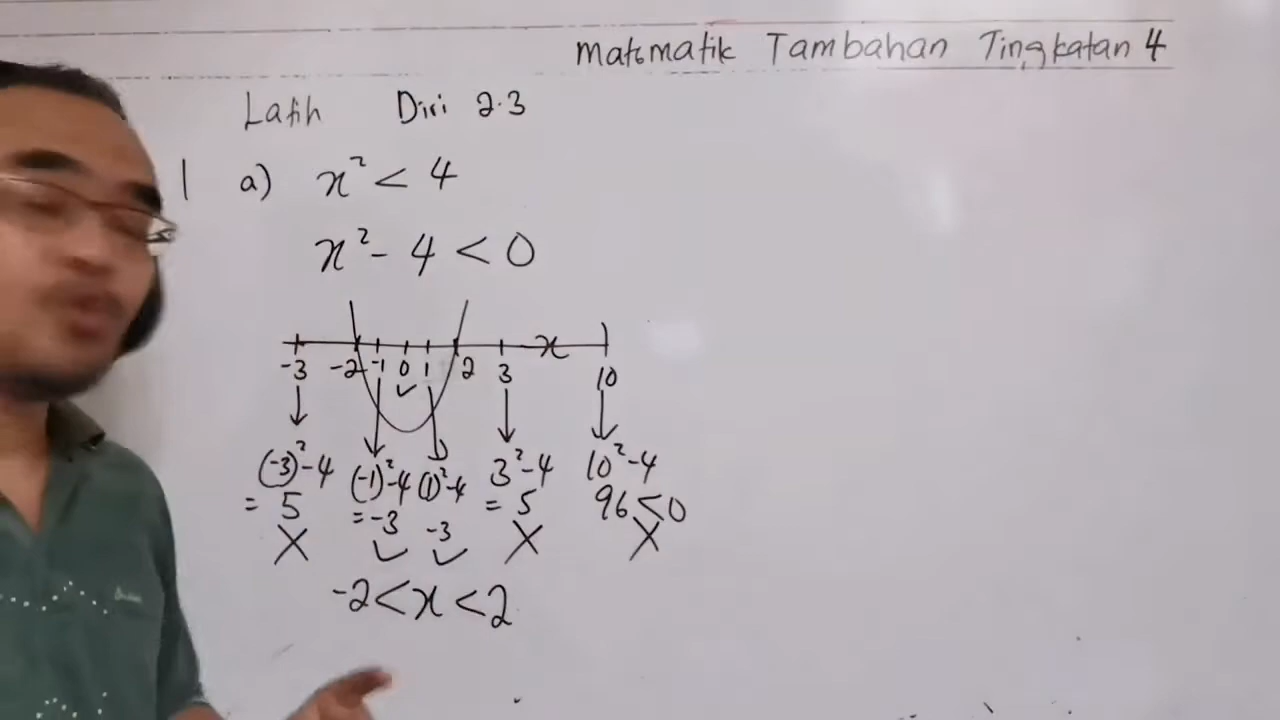 Matematik Tambahan Tingkatan 4
Latih Diri 2.3
1 a) x² < 4
x² - 4 < 0
-3 -2 -1 0 1 2 3 x 10
✓
(-3)²-4 (-1)²-4 (1)²-4 3²-4 10²-4
= 5 = -3 -3 = 5 96 < 0
X ✓ ✓ X X
-2 < x < 2